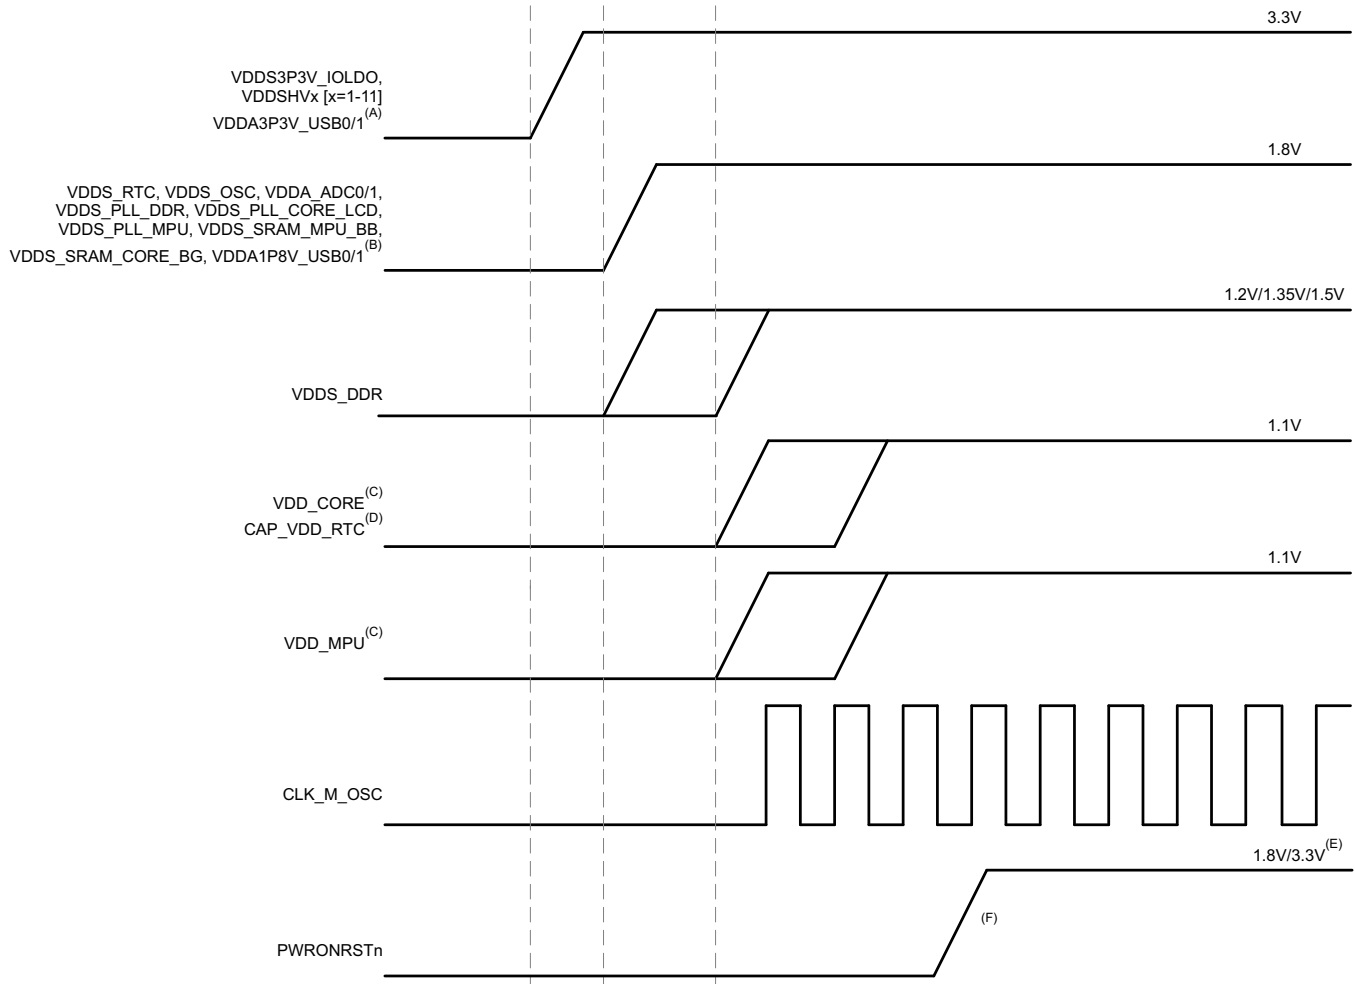 3.3V
VDDS3P3V_IOLDO,
VDDSHVx [x=1-11]
VDDA3P3V_USB0/1(A)
1.8V
VDDS_RTC, VDDS_OSC, VDDA_ADC0/1,
VDDS_PLL_DDR, VDDS_PLL_CORE_LCD,
VDDS_PLL_MPU, VDDS_SRAM_MPU_BB,
VDDS_SRAM_CORE_BG, VDDA1P8V_USB0/1(B)
1.2V/1.35V/1.5V
VDDS_DDR
1.1V
VDD_CORE(C)
CAP_VDD_RTC(D)
1.1V
VDD_MPU(C)
CLK_M_OSC
1.8V/3.3V(E)
(F)
PWRONRSTn